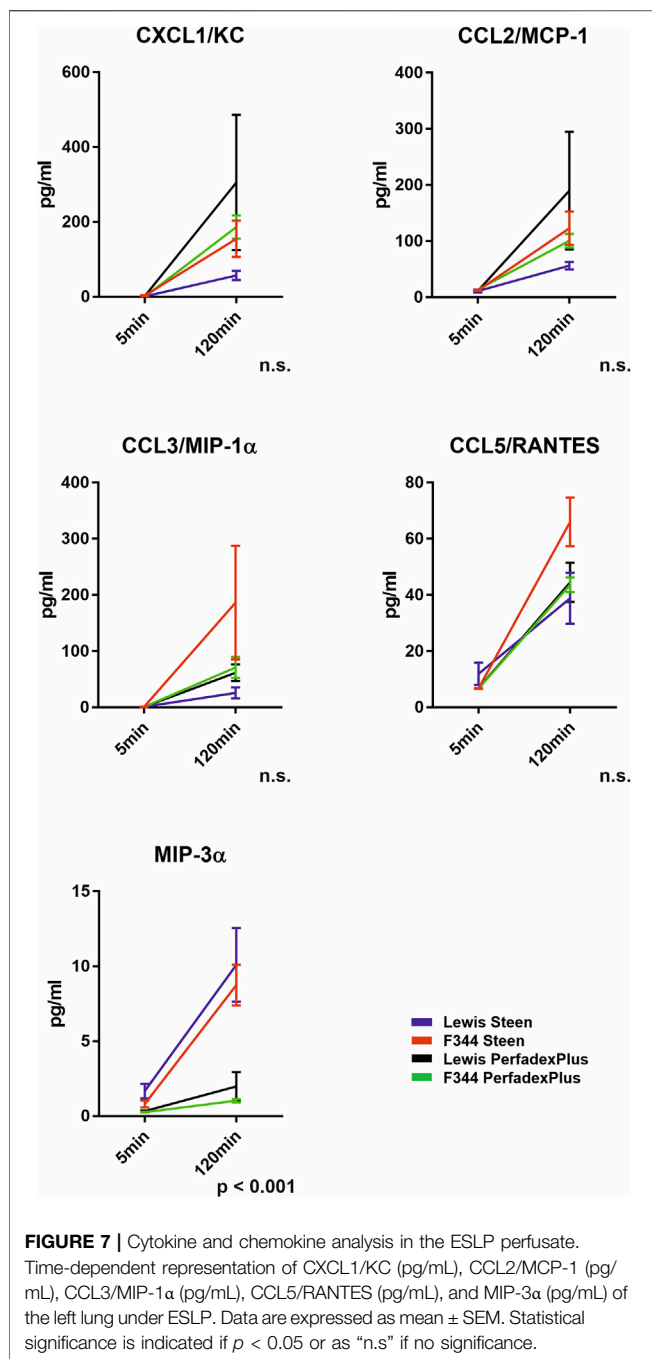 CXCL1/KC
pg/ml
600
400
200
0
5min
120min
n.s.
CCL2/MCP-1
pg/ml
400
300
200
100
0
5min
120min
n.s.
CCL3/MIP-1α
pg/ml
400
300
200
100
0
5min
120min
n.s.
CCL5/RANTES
pg/ml
80
60
40
20
0
5min
120min
n.s.
MIP-3α
pg/ml
15
10
5
0
5min
120min
p < 0.001
Lewis Steen
F344 Steen
Lewis PerfadexPlus
F344 PerfadexPlus
FIGURE 7 | Cytokine and chemokine analysis in the ESLP perfusate.
Time-dependent representation of CXCL1/KC (pg/mL), CCL2/MCP-1 (pg/
mL), CCL3/MIP-1α (pg/mL), CCL5/RANTES (pg/mL), and MIP-3α (pg/mL) of
the left lung under ESLP. Data are expressed as mean ± SEM. Statistical
significance is indicated if p < 0.05 or as “n.s” if no significance.